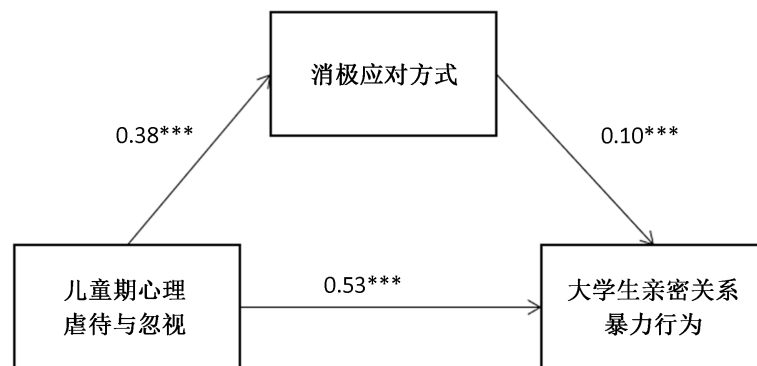 消极应对方式
0.38***
0.10***
儿童期心理
虐待与忽视
0.53***
大学生亲密关系
暴力行为